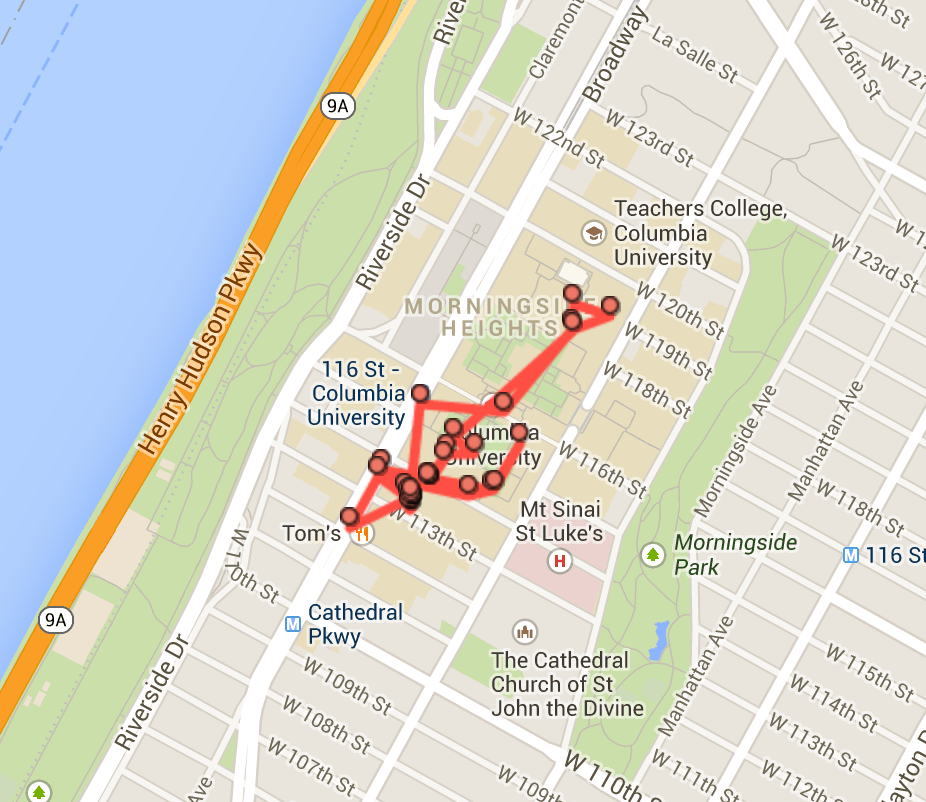 River
Claremont
Broadway
La Salle St
W 126th St
W 127
28th St
9A
W 122nd St
W 123rd St
Riverside Dr
Teachers College,
Columbia
University
W 123rd St
W 12
Henry Hudson Pkwy
MORNINGSIDE
HEIGHTS
W 120th St
W 119th St
W 118th St
116 St -
Columbia
University
Columbia
University
W 116th St
Morningside Ave
Manhattan Ave
W 118th St
W 113th St
Tom's
Mt Sinai
St Luke's
Morningside
Park
116 St
W 11
0th St
9A
Cathedral
Pkwy
Riverside Dr
The Cathedral
Church of St
John the Divine
Manhattan Ave
W 115th St
W 114th St
W 113th St
W 112th St
W 111th St
W 110th S
W 109th St
W 108th St
W 107th St
W 109th
Ave
ayton D